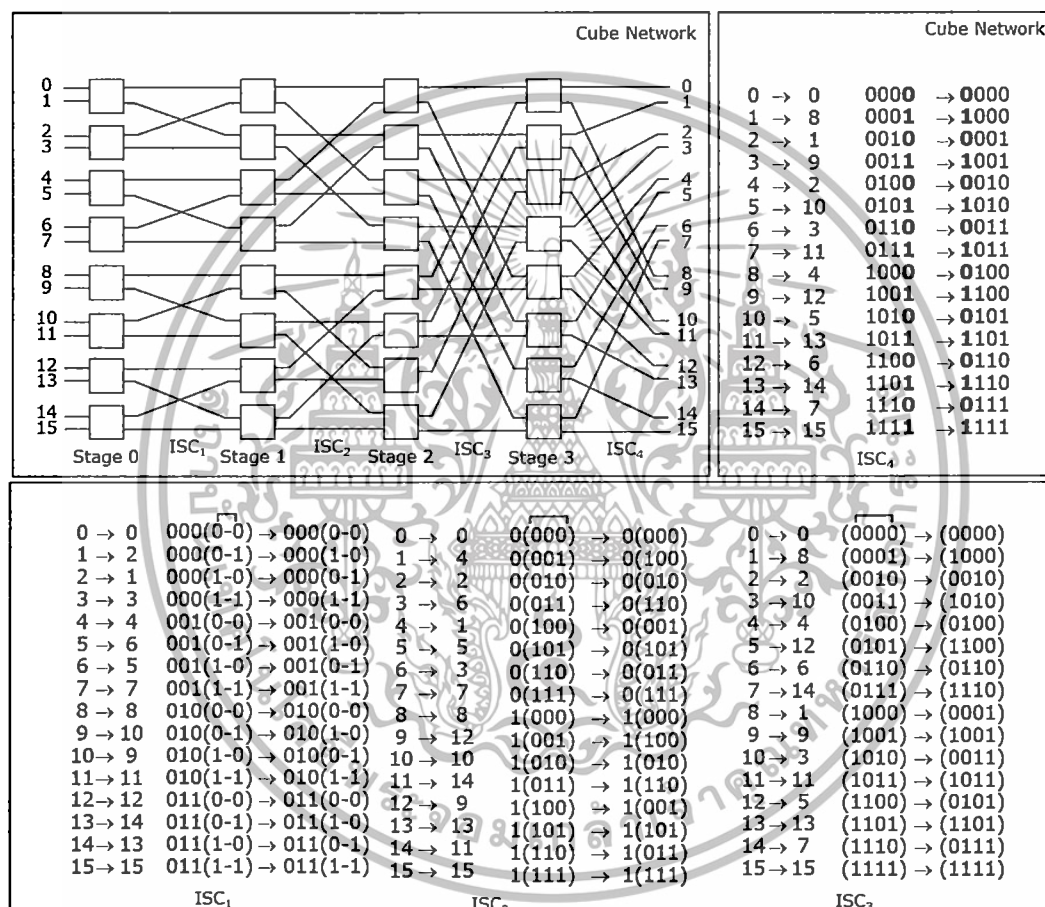 Cube Network
0
1
2
3
4
5
6
7
8
9
10
11
12
13
14
15
0
1
2
3
4
5
6
7
8
9
10
11
12
13
14
15
Stage 0 ISC1 Stage 1 ISC2 Stage 2 ISC3 Stage 3 ISC4
Cube Network
0 → 0 0000 → 0000
1 → 8 0001 → 1000
2 → 1 0010 → 0001
3 → 9 0011 → 1001
4 → 2 0100 → 0010
5 → 10 0101 → 1010
6 → 3 0110 → 0011
7 → 11 0111 → 1011
8 → 4 1000 → 0100
9 → 12 1001 → 1100
10 → 5 1010 → 0101
11 → 13 1011 → 1101
12 → 6 1100 → 0110
13 → 14 1101 → 1110
14 → 7 1110 → 0111
15 → 15 1111 → 1111
ISC4
0 → 0 000(0-0) → 000(0-0) 0 → 0 0(000) → 0(000) 0 → 0 (0000) → (0000)
1 → 2 000(0-1) → 000(1-0) 1 → 4 0(001) → 0(100) 1 → 8 (0001) → (1000)
2 → 1 000(1-0) → 000(0-1) 2 → 2 0(010) → 0(010) 2 → 2 (0010) → (0010)
3 → 3 000(1-1) → 000(1-1) 3 → 6 0(011) → 0(110) 3 → 10 (0011) → (1010)
4 → 4 001(0-0) → 001(0-0) 4 → 1 0(100) → 0(001) 4 → 4 (0100) → (0100)
5 → 6 001(0-1) → 001(1-0) 5 → 5 0(101) → 0(101) 5 → 12 (0101) → (1100)
6 → 5 001(1-0) → 001(0-1) 6 → 3 0(110) → 0(011) 6 → 6 (0110) → (0110)
7 → 7 001(1-1) → 001(1-1) 7 → 7 0(111) → 0(111) 7 → 14 (0111) → (1110)
8 → 8 010(0-0) → 010(0-0) 8 → 8 1(000) → 1(000) 8 → 1 (1000) → (0001)
9 → 10 010(0-1) → 010(1-0) 9 → 12 1(001) → 1(100) 9 → 9 (1001) → (1001)
10 → 9 010(1-0) → 010(0-1) 10 → 10 1(010) → 1(010) 10 → 3 (1010) → (0011)
11 → 11 010(1-1) → 010(1-1) 11 → 14 1(011) → 1(110) 11 → 11 (1011) → (1011)
12 → 12 011(0-0) → 011(0-0) 12 → 9 1(100) → 1(001) 12 → 5 (1100) → (0101)
13 → 14 011(0-1) → 011(1-0) 13 → 13 1(101) → 1(101) 13 → 13 (1101) → (1101)
14 → 13 011(1-0) → 011(0-1) 14 → 11 1(110) → 1(011) 14 → 7 (1110) → (0111)
15 → 15 011(1-1) → 011(1-1) 15 → 15 1(111) → 1(111) 15 → 15 (1111) → (1111)
ISC1 ISC3